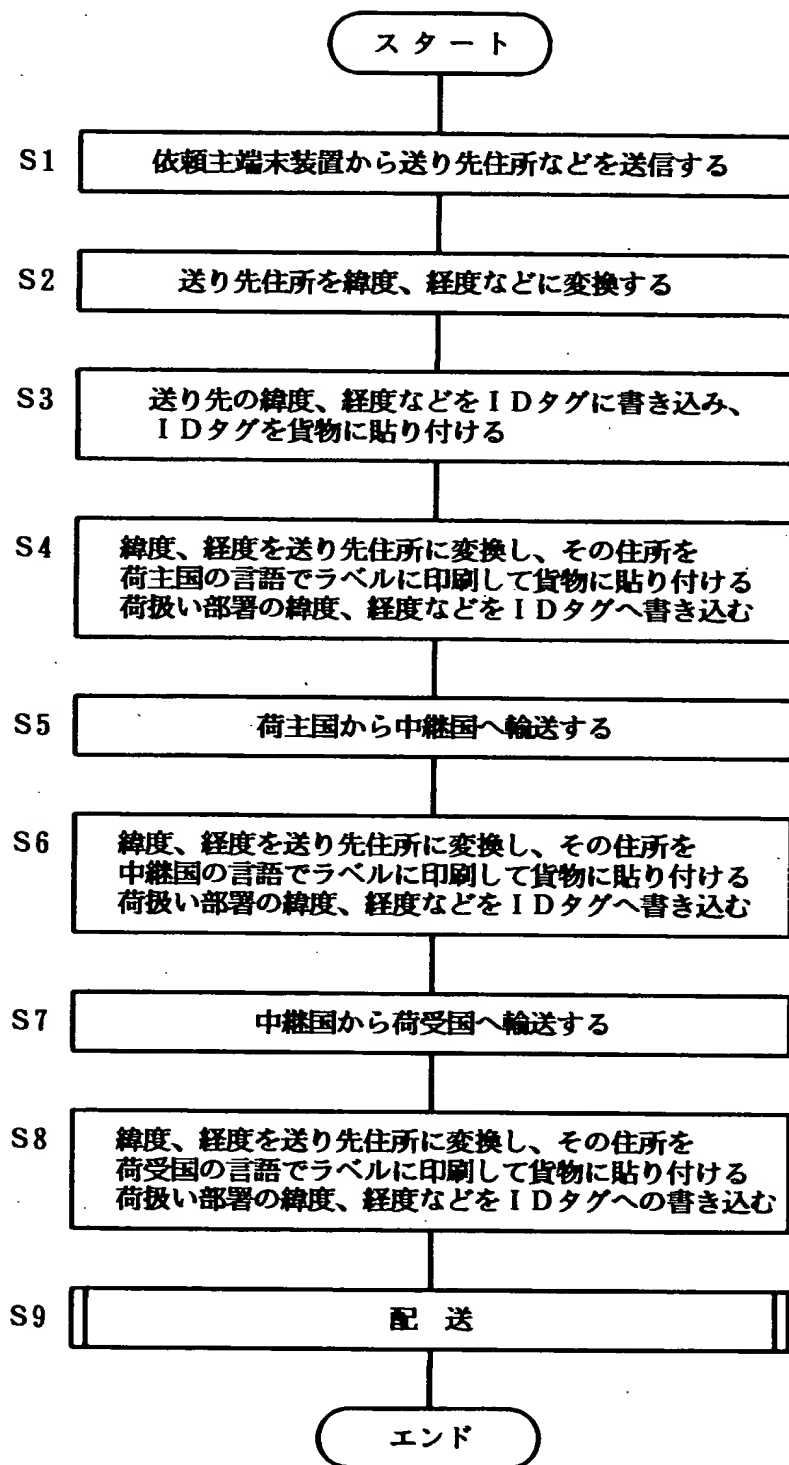 スタート
S1 依頼主端末装置から送り先住所などを送信する
S2 送り先住所を緯度、経度などに変換する
S3 送り先の緯度、経度などをIDタグに書き込み、
IDタグを貨物に貼り付ける
S4 緯度、経度を送り先住所に変換し、その住所を
荷主国の言語でラベルに印刷して貨物に貼り付ける
荷扱い部署の緯度、経度などをIDタグへ書き込む
S5 荷主国から中継国へ輸送する
S6 緯度、経度を送り先住所に変換し、その住所を
中継国の言語でラベルに印刷して貨物に貼り付ける
荷扱い部署の緯度、経度などをIDタグへ書き込む
S7 中継国から荷受国へ輸送する
S8 緯度、経度を送り先住所に変換し、その住所を
荷受国の言語でラベルに印刷して貨物に貼り付ける
荷扱い部署の緯度、経度などをIDタグへの書き込む
S9 配 送
エンド